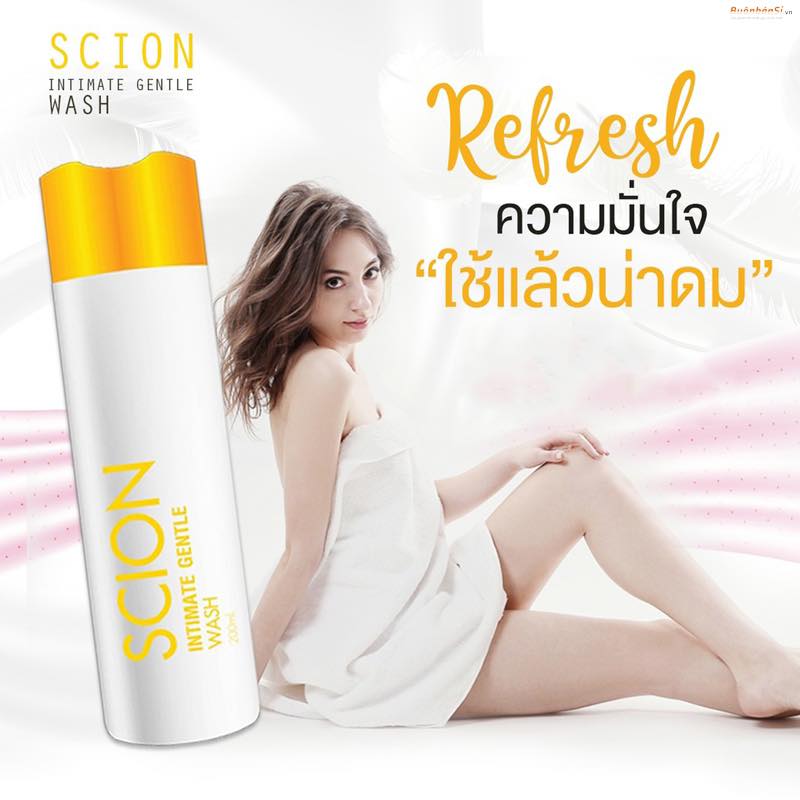 BuônbánSỉ.vn
SCION
INTIMATE GENTLE
WASH
Refresh
ความมั่นใจ
“ใช้แล้วน่าดม”
SCION
INTIMATE GENTLE
WASH
200ml